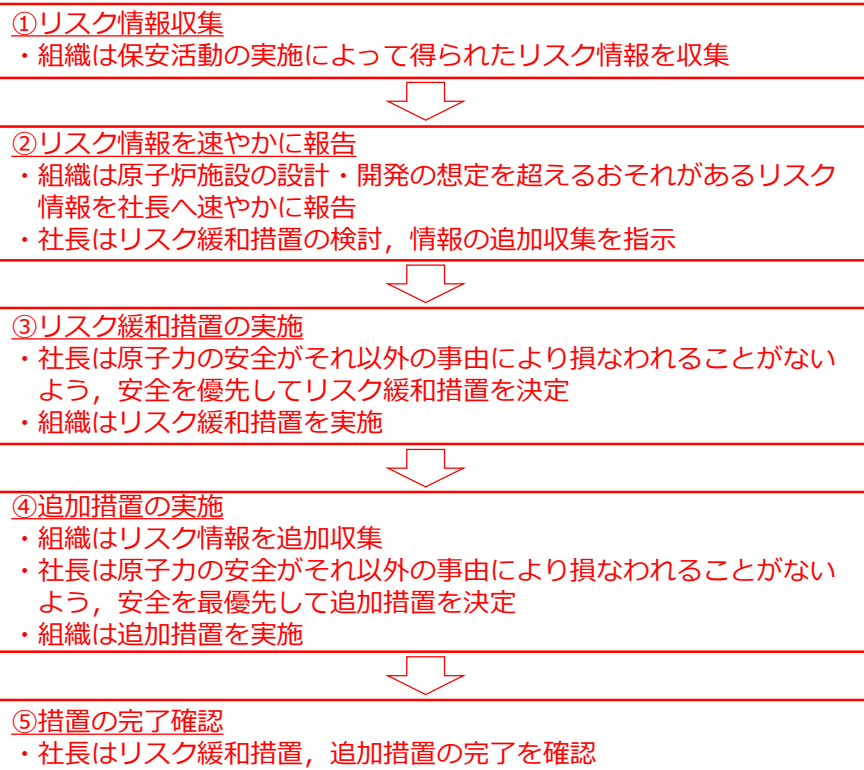 ①リスク情報収集
・組織は保安活動の実施によって得られたリスク情報を収集
②リスク情報を速やかに報告
・組織は原子炉施設の設計・開発の想定を超えるおそれがあるリスク
情報を社長へ速やかに報告
・社長はリスク緩和措置の検討，情報の追加収集を指示
③リスク緩和措置の実施
・社長は原子力の安全がそれ以外の事由により損なわれることがない
よう，安全を優先してリスク緩和措置を決定
・組織はリスク緩和措置を実施
④追加措置の実施
・組織はリスク情報を追加収集
・社長は原子力の安全がそれ以外の事由により損なわれることがない
よう，安全を最優先して追加措置を決定
・組織は追加措置を実施
⑤措置の完了確認
・社長はリスク緩和措置，追加措置の完了を確認